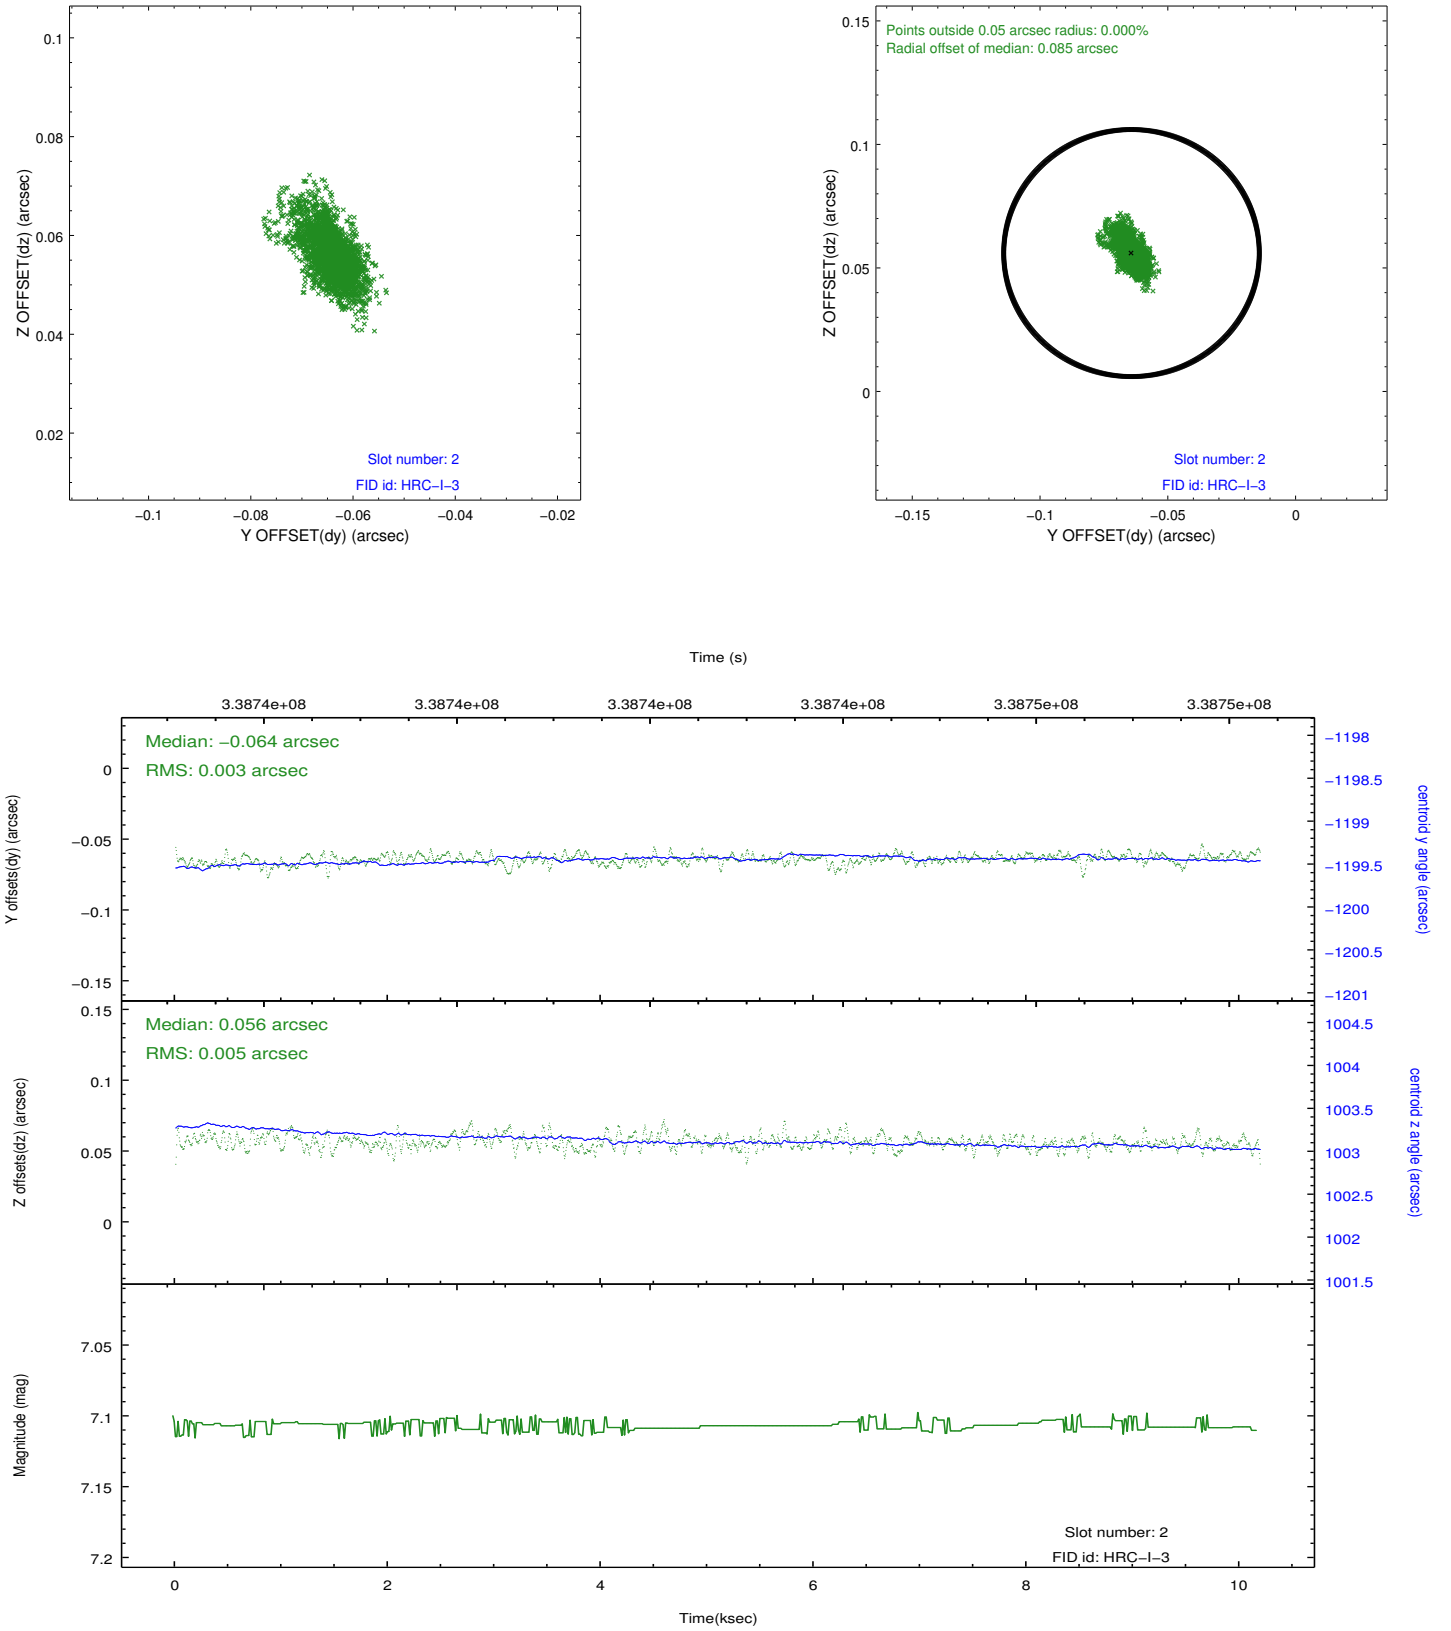 0.1
0.08
0.06
0.04
0.02
Z OFFSET(dz) (arcsec)
Slot number: 2
FID id: HRC−I−3
−0.1 −0.08 −0.06 −0.04 −0.02
Y OFFSET(dy) (arcsec)
Points outside 0.05 arcsec radius: 0.000%
Radial offset of median: 0.085 arcsec
0.15
0.1
0.05
0
Z OFFSET(dz) (arcsec)
Slot number: 2
FID id: HRC−I−3
−0.15 −0.1 −0.05 0
Y OFFSET(dy) (arcsec)
Time (s)
3.3874e+08 3.3874e+08 3.3874e+08 3.3874e+08 3.3875e+08 3.3875e+08
Median: −0.064 arcsec
RMS: 0.003 arcsec
0
−0.05
−0.1
−0.15
Y offsets(dy) (arcsec)
−1198
−1198.5
−1199
−1199.5
−1200
−1200.5
−1201
centroid y angle (arcsec)
Median: 0.056 arcsec
RMS: 0.005 arcsec
0.15
0.1
0.05
0
Z offsets(dz) (arcsec)
1004.5
1004
1003.5
1003
1002.5
1002
1001.5
centroid z angle (arcsec)
7.05
7.1
7.15
7.2
Magnitude (mag)
Slot number: 2
FID id: HRC−I−3
0 2 4 6 8 10
Time(ksec)